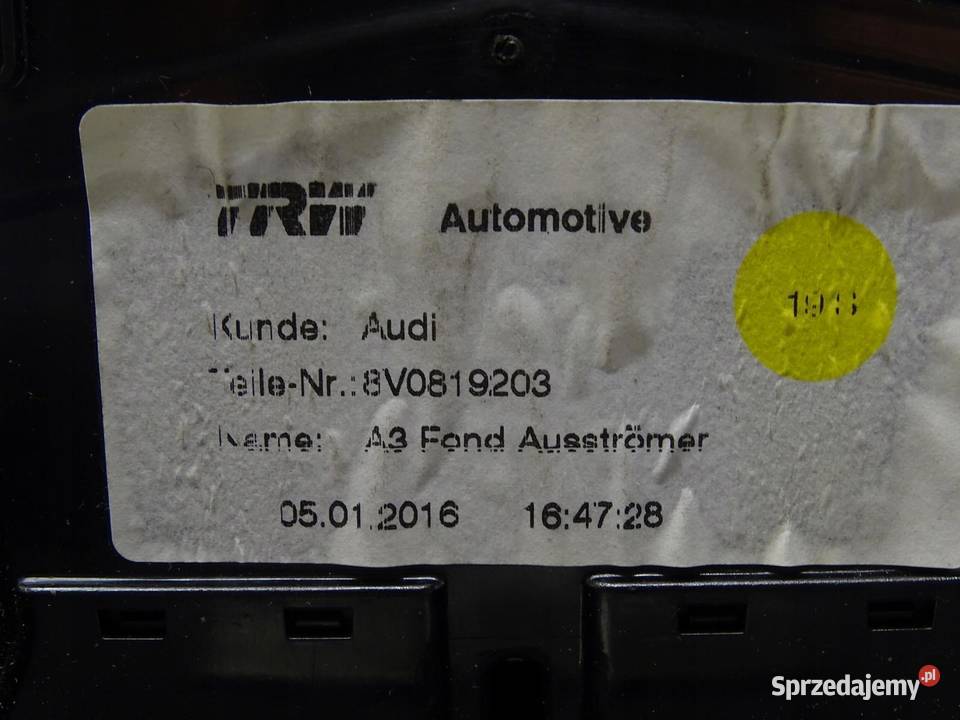 TRW Automotive
Kunde: Audi
Teile-Nr.: 8V0819203
Name: A3 Fond Ausströmer
05.01.2016 16:47:28
Sprzedajemy.pl